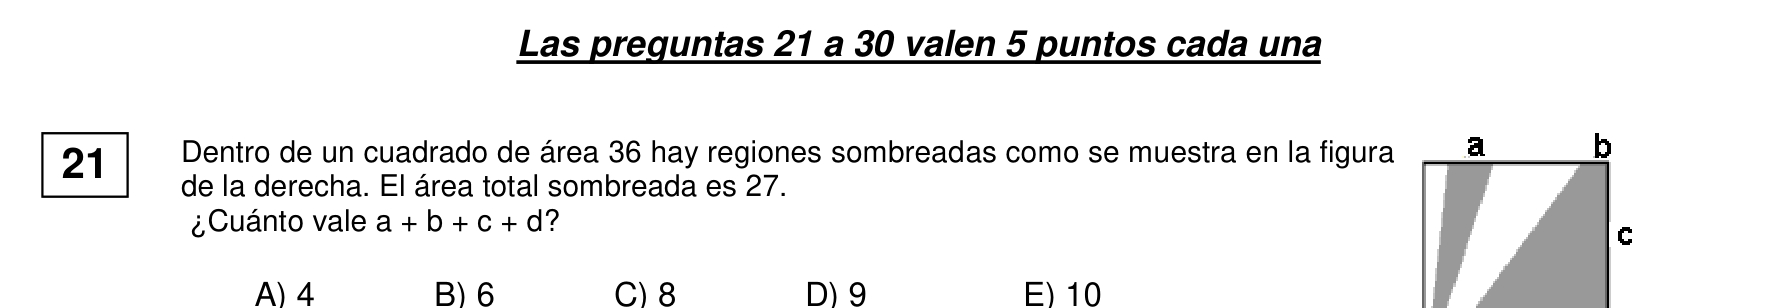 Las preguntas 21 a 30 valen 5 puntos cada una
21
Dentro de un cuadrado de área 36 hay regiones sombreadas como se muestra en la figura
de la derecha. El área total sombreada es 27.
¿Cuánto vale a + b + c + d?
A) 4 B) 6 C) 8 D) 9 E) 10
a b
c